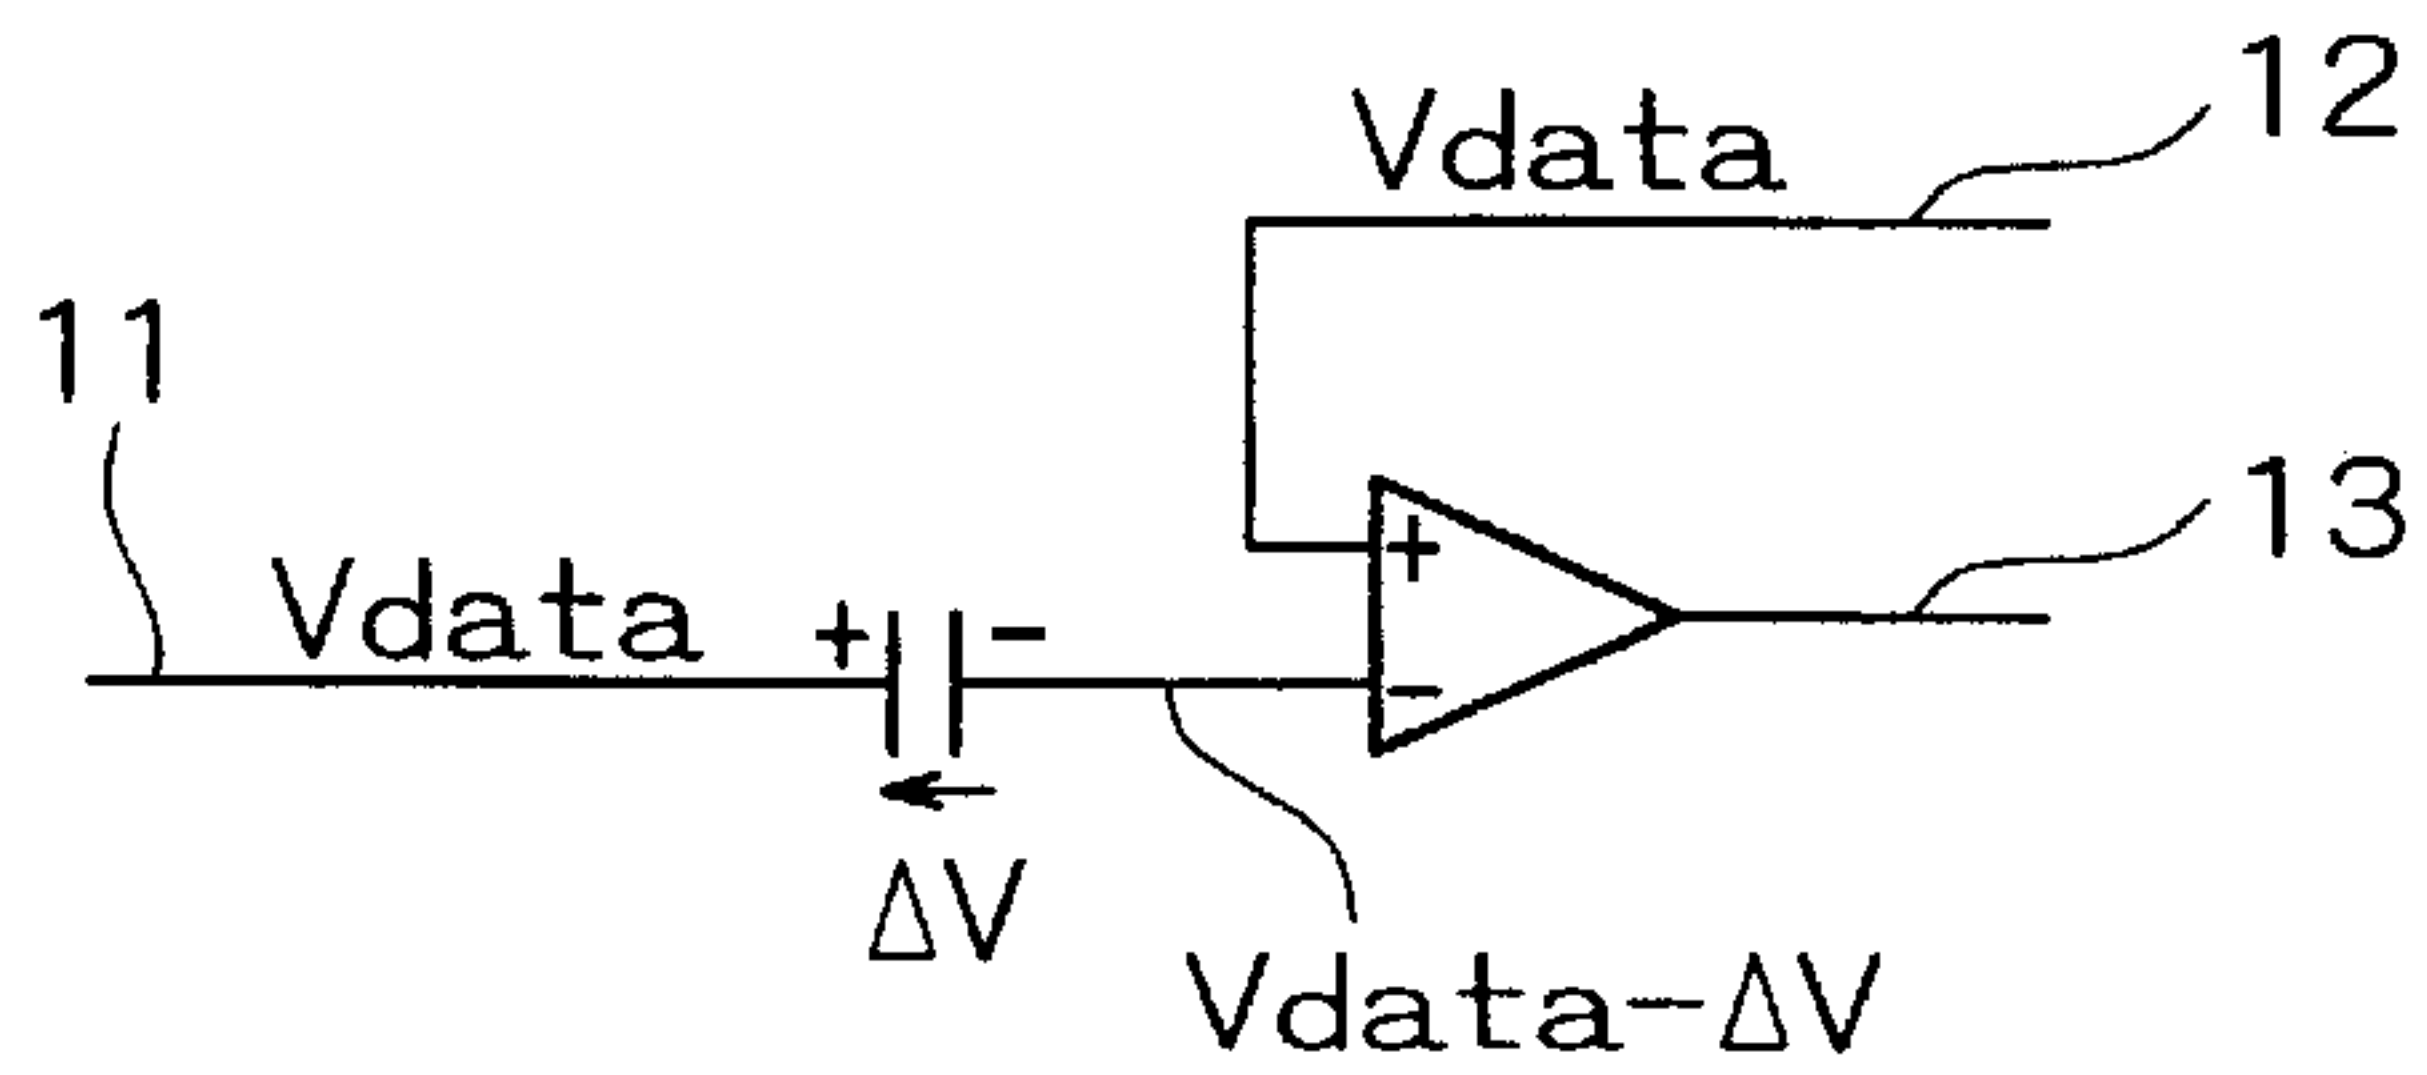 12
Vdata
11
13
Vdata
+ -
+
-
ΔV
Vdata-ΔV